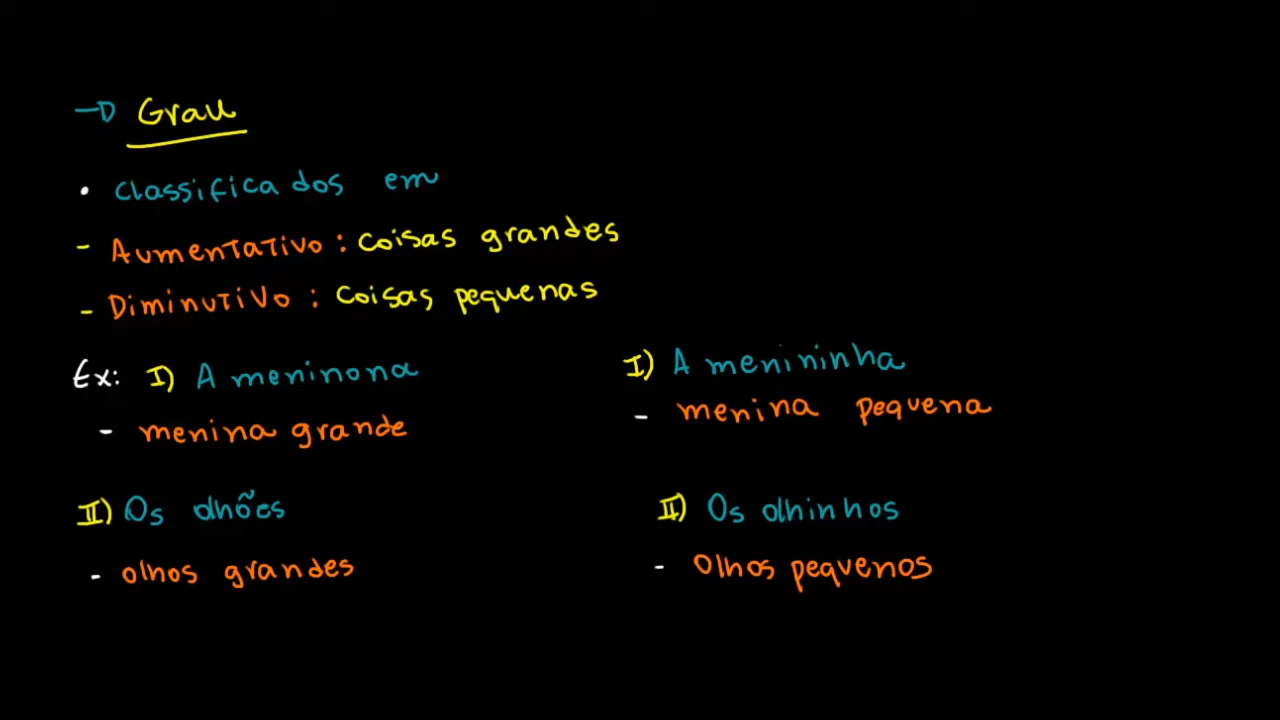 → Grau
• Classificados em
- Aumentativo: Coisas grandes
- Diminutivo: Coisas pequenas
Ex: I) A meninona
- menina grande
I) A menininha
- menina pequena
II) Os olhões
- olhos grandes
II) Os olhinhos
- Olhos pequenos